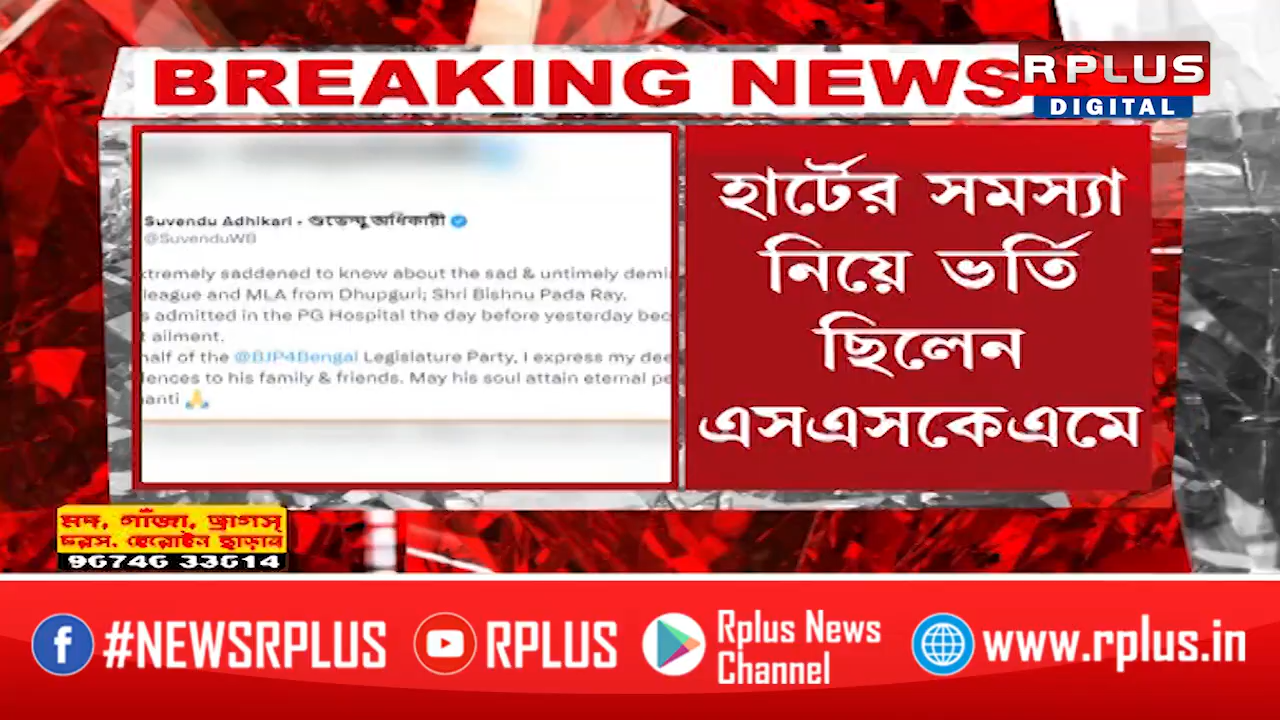 BREAKING NEWS
RPLUS
DIGITAL
Suvendu Adhikari - শুভেন্দু অধিকারী
@SuvenduWB
xtremely saddened to know about the sad & untimely demi
league and MLA from Dhupguri; Shri Bishnu Pada Ray.
s admitted in the PG Hospital the day before yesterday bec
t ailment.
half of the @BJP4Bengal Legislature Party, I express my dee
lences to his family & friends. May his soul attain eternal pe
hanti 🙏
হার্টের সমস্যা
নিয়ে ভর্তি
ছিলেন
এসএসকেএমে
মদ, গাঁজা, ড্রাগস্
চরস, হেরোইন ছাড়ান
96746 33614
#NEWSRPLUS
RPLUS
Rplus News
Channel
www.rplus.in